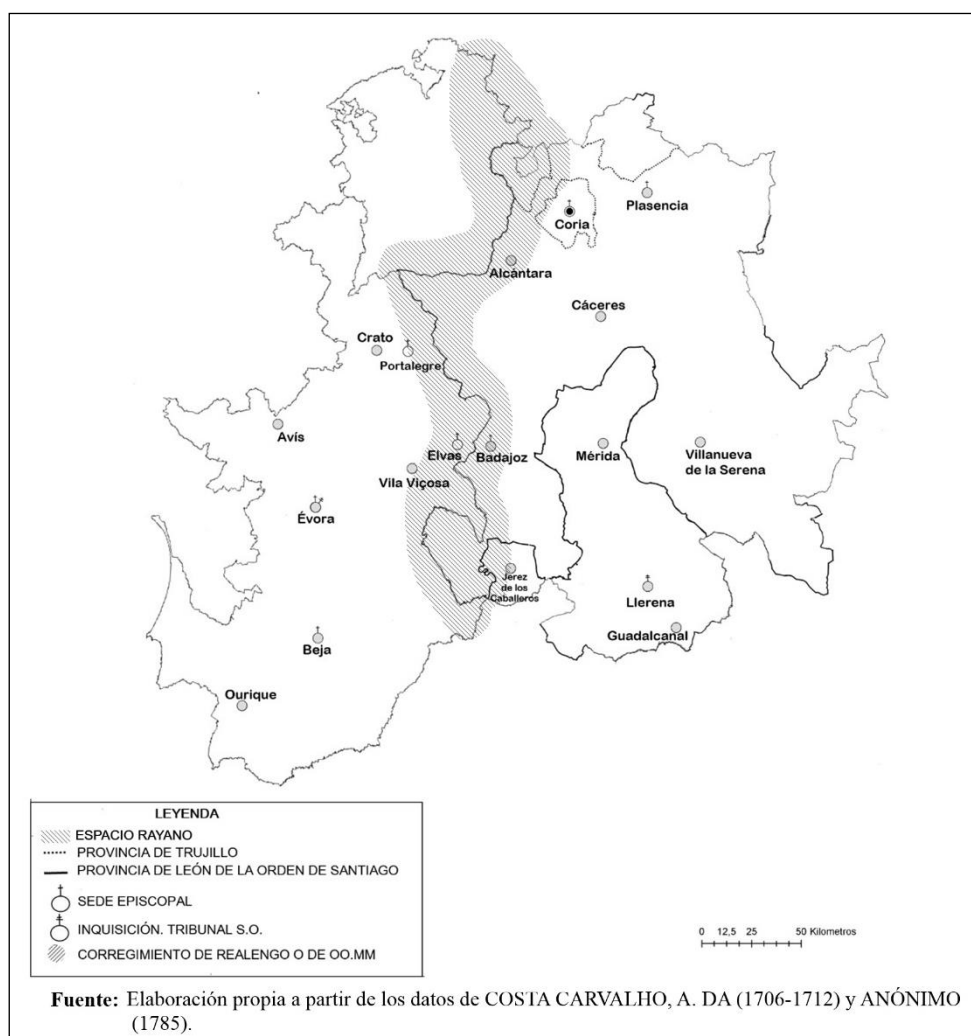 Plasencia
Coria
Alcántara
Cáceres
Crato
Portalegre
Avís
Elvas
Badajoz
Mérida
Villanueva
de la Serena
Vila Viçosa
Évora
Jerez
de los
Caballeros
Llerena
Guadalcanal
Beja
Ourique
LEYENDA
ESPACIO RAYANO
PROVINCIA DE TRUJILLO
PROVINCIA DE LEÓN DE LA ORDEN DE SANTIAGO
SEDE EPISCOPAL
INQUISICIÓN. TRIBUNAL S.O.
CORREGIMIENTO DE REALENGO O DE OO.MM
0 12,5 25 50 Kilometros
Fuente: Elaboración propia a partir de los datos de COSTA CARVALHO, A. DA (1706-1712) y ANÓNIMO
(1785).